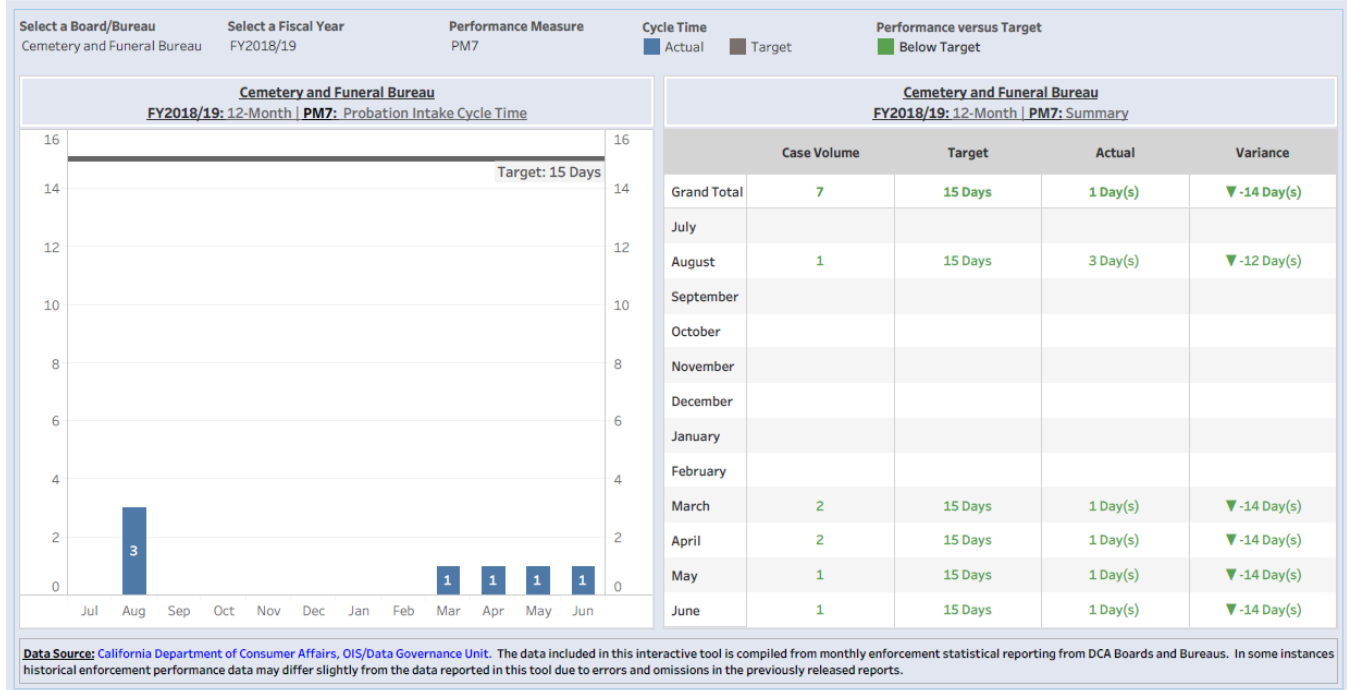 Select a Board/Bureau Select a Fiscal Year Performance Measure Cycle Time Performance versus Target
Cemetery and Funeral Bureau FY2018/19 PM7 Actual Target Below Target
Cemetery and Funeral Bureau
FY2018/19: 12-Month | PM7: Probation Intake Cycle Time
16 16
Target: 15 Days
14 14
12 12
10 10
8 8
6 6
4 4
2 2
3
1 1 1 1
0 0
Jul Aug Sep Oct Nov Dec Jan Feb Mar Apr May Jun
Cemetery and Funeral Bureau
FY2018/19: 12-Month | PM7: Summary
Case Volume Target Actual Variance
Grand Total 7 15 Days 1 Day(s) ▼ -14 Day(s)
July
August 1 15 Days 3 Day(s) ▼ -12 Day(s)
September
October
November
December
January
February
March 2 15 Days 1 Day(s) ▼ -14 Day(s)
April 2 15 Days 1 Day(s) ▼ -14 Day(s)
May 1 15 Days 1 Day(s) ▼ -14 Day(s)
June 1 15 Days 1 Day(s) ▼ -14 Day(s)
Data Source: California Department of Consumer Affairs, OIS/Data Governance Unit. The data included in this interactive tool is compiled from monthly enforcement statistical reporting from DCA Boards and Bureaus. In some instances
historical enforcement performance data may differ slightly from the data reported in this tool due to errors and omissions in the previously released reports.